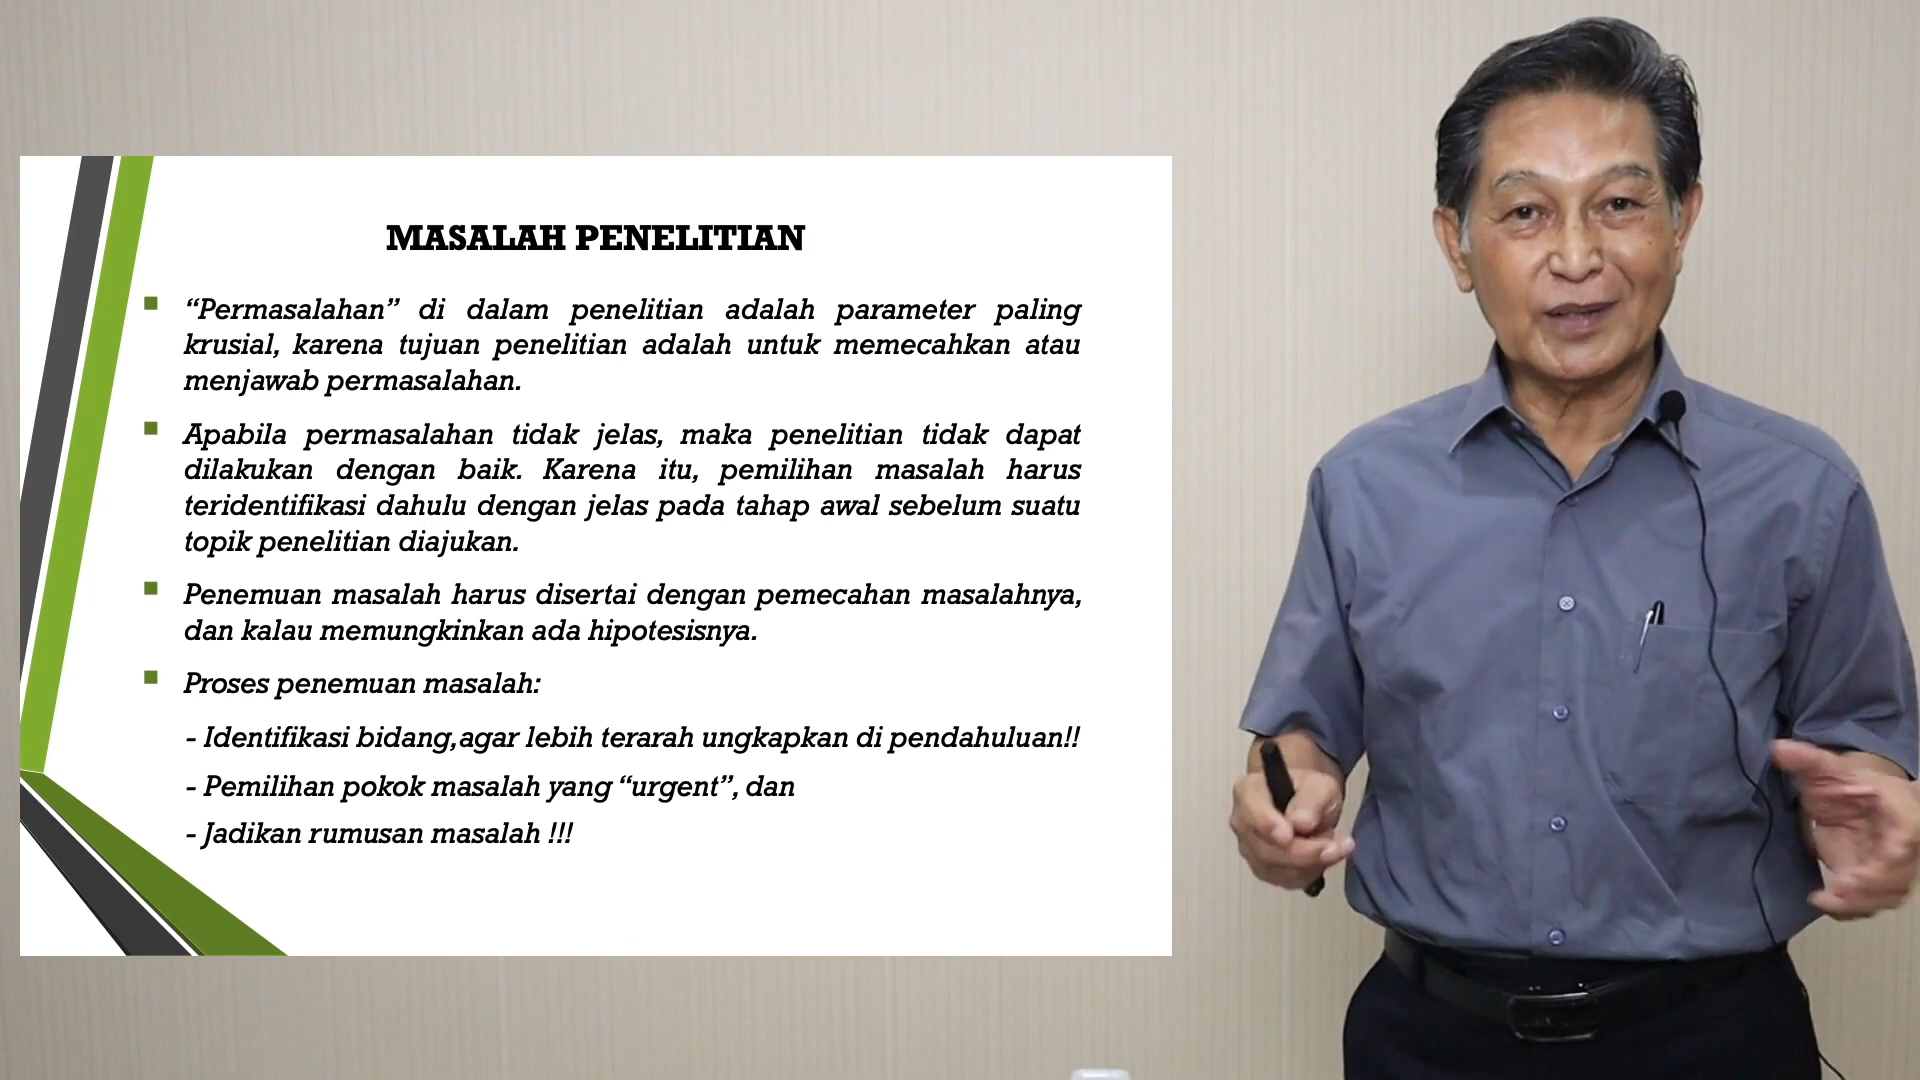 MASALAH PENELITIAN
“Permasalahan” di dalam penelitian adalah parameter paling
krusial, karena tujuan penelitian adalah untuk memecahkan atau
menjawab permasalahan.
Apabila permasalahan tidak jelas, maka penelitian tidak dapat
dilakukan dengan baik. Karena itu, pemilihan masalah harus
teridentifikasi dahulu dengan jelas pada tahap awal sebelum suatu
topik penelitian diajukan.
Penemuan masalah harus disertai dengan pemecahan masalahnya,
dan kalau memungkinkan ada hipotesisnya.
Proses penemuan masalah:
- Identifikasi bidang,agar lebih terarah ungkapkan di pendahuluan!!
- Pemilihan pokok masalah yang “urgent”, dan
- Jadikan rumusan masalah !!!